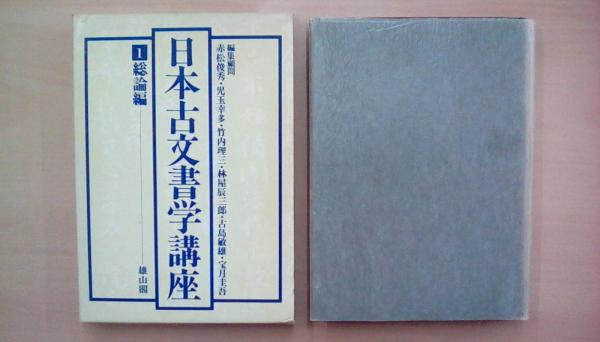 編集顧問
赤松俊秀・児玉幸多・竹内理三・林屋辰三郎・古島敏雄・宝月圭吾
日本古文書学講座
1 総論編
雄山閣